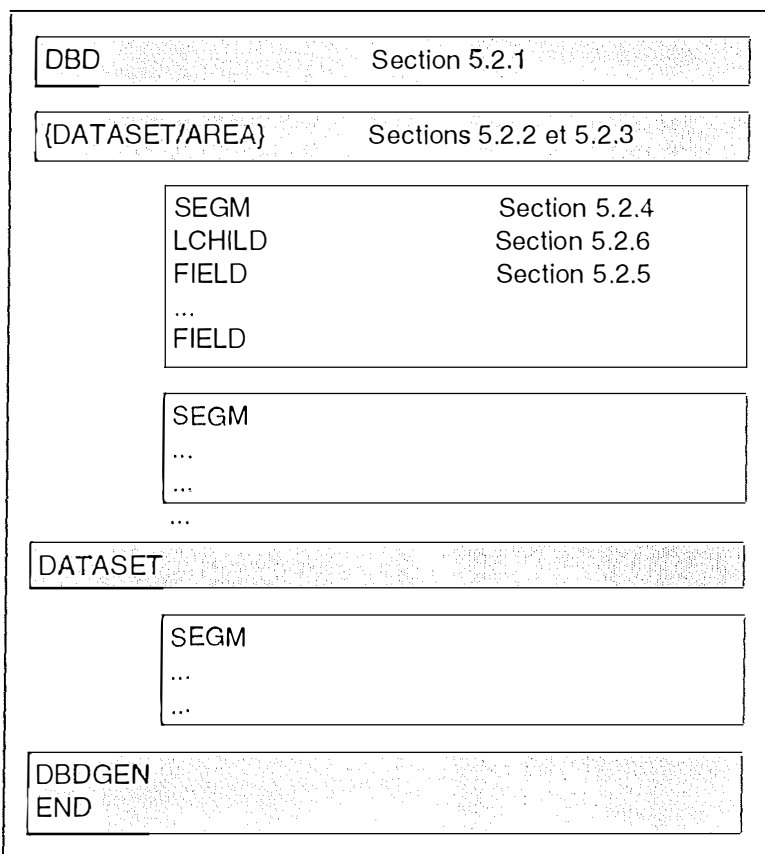 DBD Section 5.2.1
{DATASET/AREA} Sections 5.2.2 et 5.2.3
SEGM Section 5.2.4
LCHILD Section 5.2.6
FIELD Section 5.2.5
...
FIELD
SEGM
...
...
...
DATASET
SEGM
...
...
DBDGEN
END